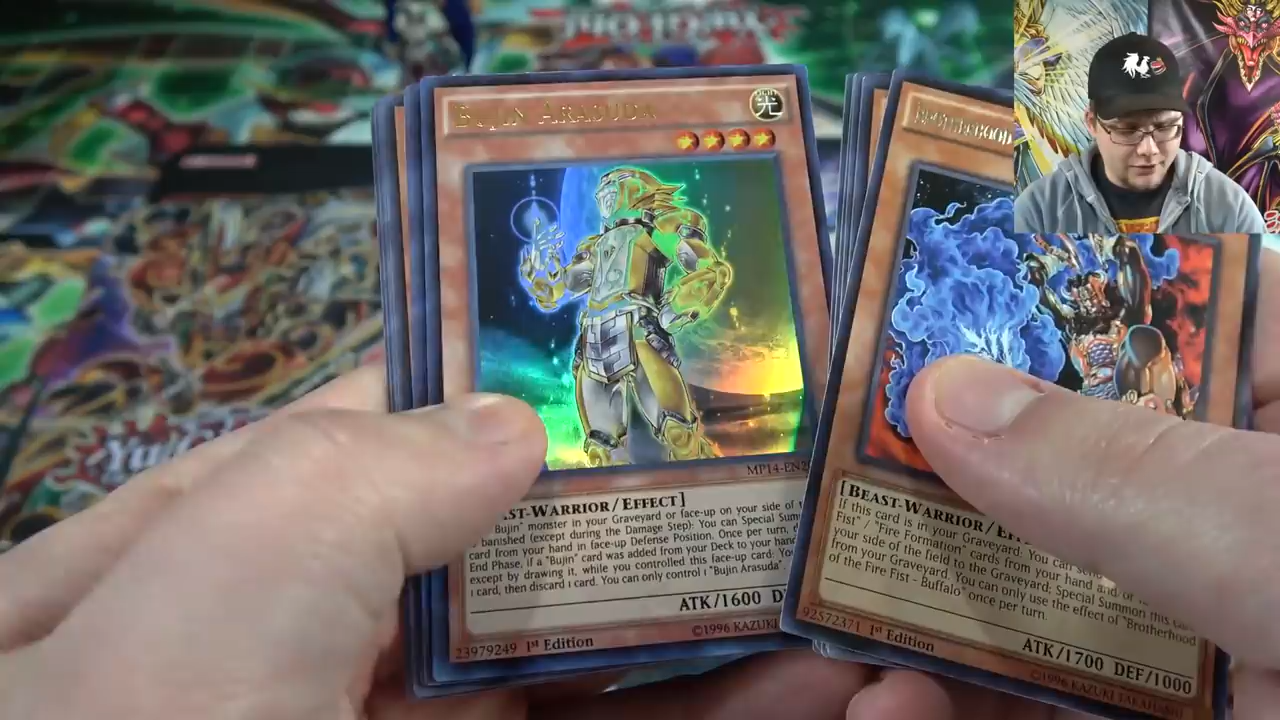 Bujin Arasuda
LIGHT
光
MP14-EN2
ST-WARRIOR/EFFECT]
"Bujin" monster in your Graveyard or face-up on your side of
banished (except during the Damage Step): You can Special Summ
card from your hand in face-up Defense Position. Once per turn, d
End Phase, if a "Bujin" card was added from your Deck to your hand
except by drawing it, while you controlled this face-up card: You
1 card, then discard 1 card. You can only control 1 "Bujin Arasuda".
ATK/1600 D
23979249 1st Edition
©1996 KAZUKI
Brotherhood
[BEAST-WARRIOR/EFF
If this card is in your Graveyard: You can send
Fist" / "Fire Formation" cards from your hand and/or
your side of the field to the Graveyard; Special Summon this
from your Graveyard. You can only use the effect of "Brotherhood
of the Fire Fist - Buffalo" once per turn.
ATK/1700 DEF/1000
92572371 1st Edition
©1996 KAZUKI TAKAHASHI